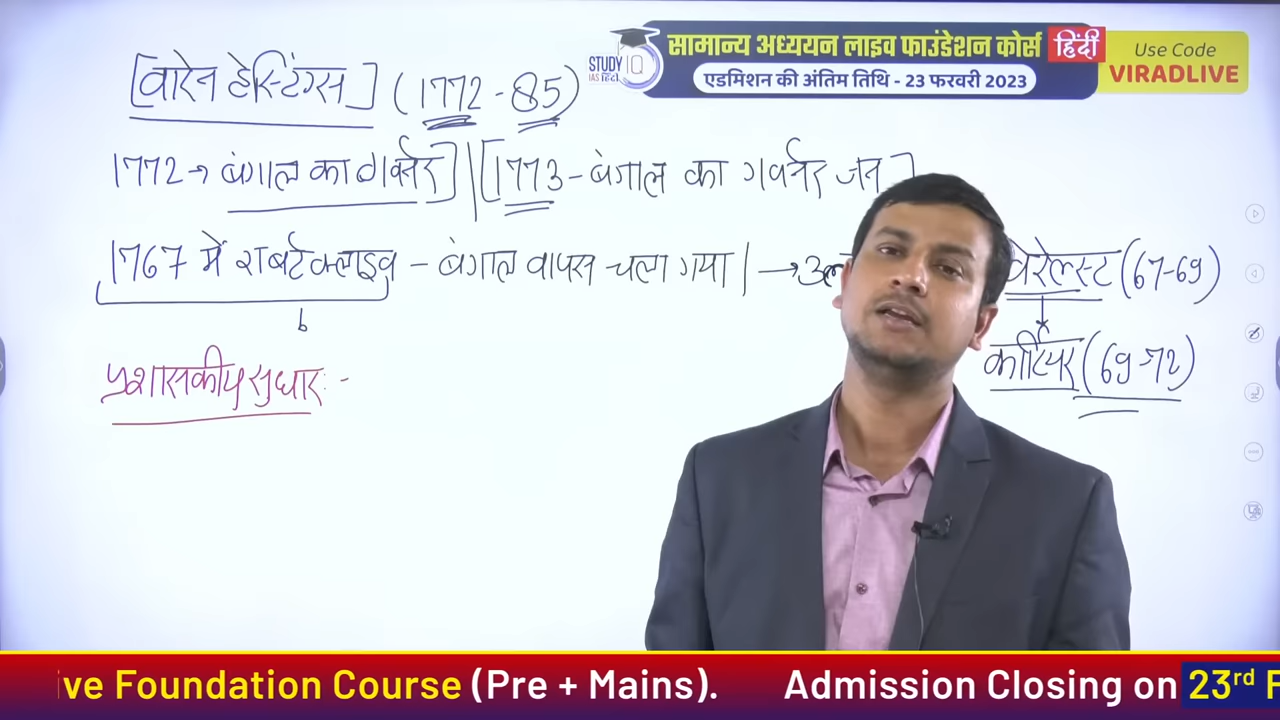 सामान्य अध्ययन लाइव फाउंडेशन कोर्स हिंदी
STUDY IQ
IAS हिंदी
एडमिशन की अंतिम तिथि - 23 फरवरी 2023
Use Code
VIRADLIVE
[वारेन हेस्टिंग्स] (1772-85)
1772→ बंगाल का गवर्नर] | [1773-बंगाल का गवर्नर जन ]
1767 में राबर्ट क्लाइव - बंगाल वापस चला गया | → वेरेल्स्ट (67-69)
कार्टियर (69-72)
प्रशासकीय सुधार: -
ive Foundation Course (Pre + Mains). Admission Closing on 23rd F